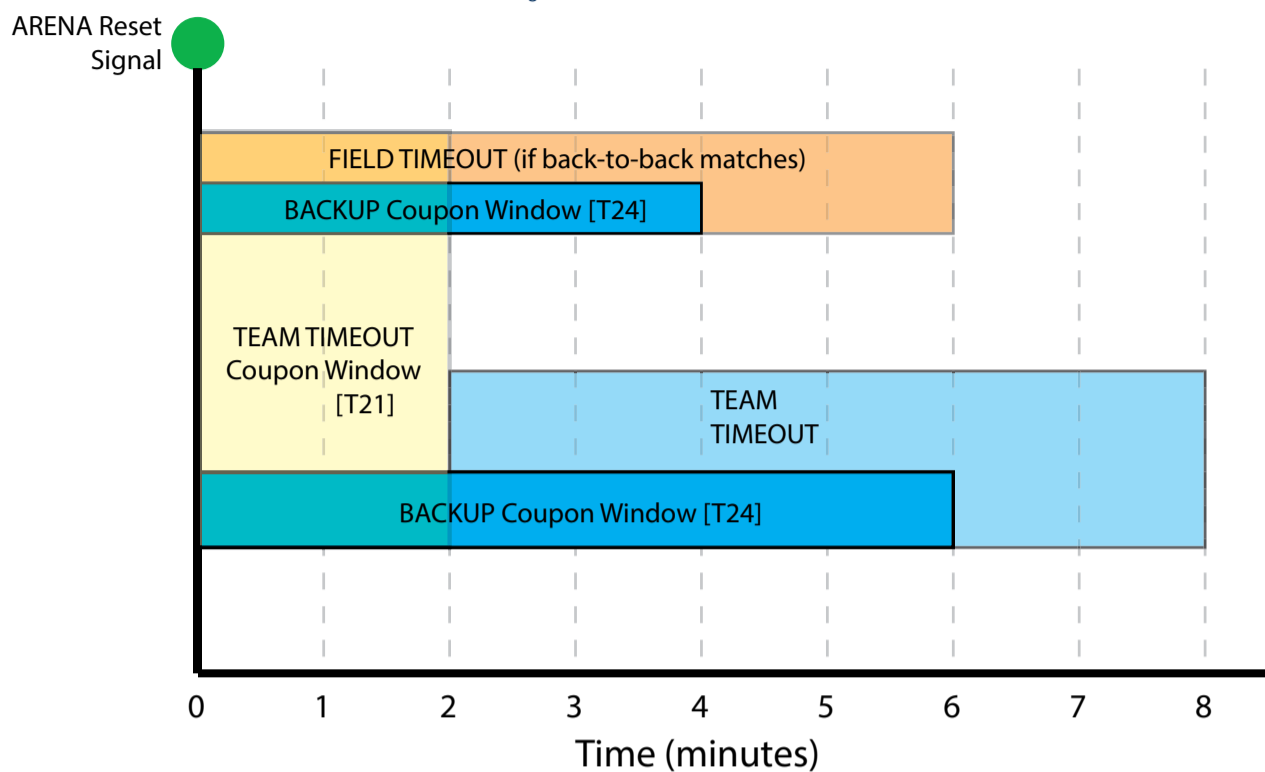 ARENA Reset
Signal
FIELD TIMEOUT (if back-to-back matches)
BACKUP Coupon Window [T24]
TEAM TIMEOUT
Coupon Window
[T21]
TEAM
TIMEOUT
BACKUP Coupon Window [T24]
0 1 2 3 4 5 6 7 8
Time (minutes)